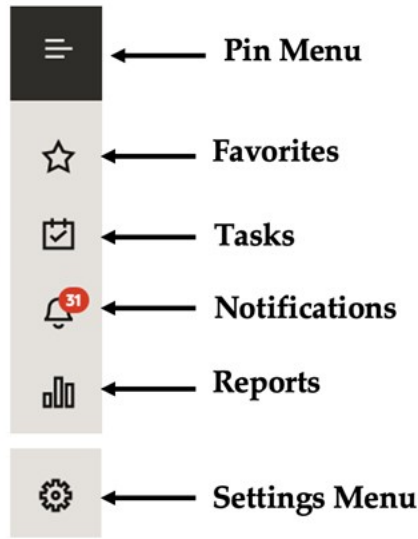 Pin Menu
Favorites
Tasks
31
Notifications
Reports
Settings Menu